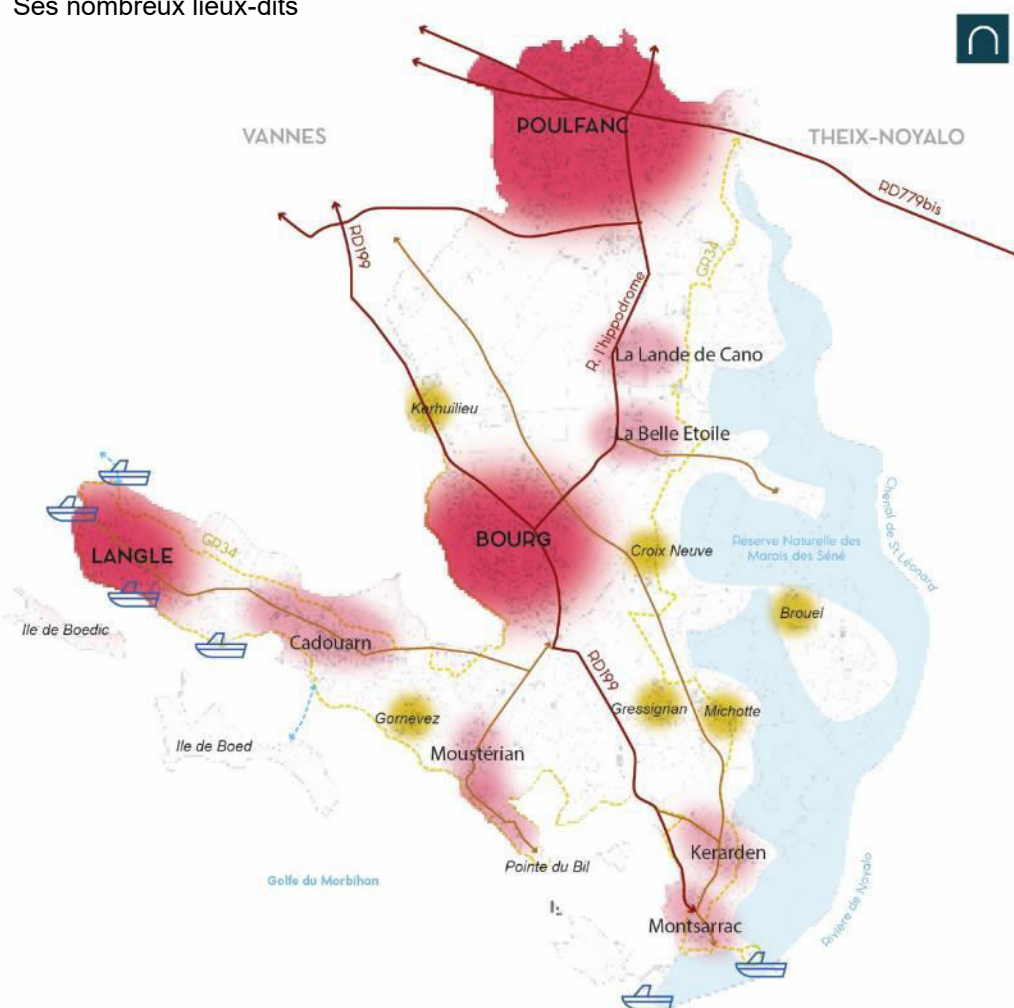 Ses nombreux lieux-dits
POULFANC
VANNES
THEIX-NOYALO
RD779bis
RD199
GR34
R. l'hippodrome
La Lande de Cano
Kerhuilieu
La Belle Etoile
Chenal de St Léonard
BOURG
Réserve Naturelle des
Marais des Séné
Croix Neuve
GR34
LANGLE
Brouel
Ile de Boedic
Cadouarn
RD199
Gressignan
Michotte
Gornevez
Ile de Boed
Moustérian
Kerarden
Pointe du Bil
Golfe du Morbihan
Rivière de Noyalo
Montsarrac